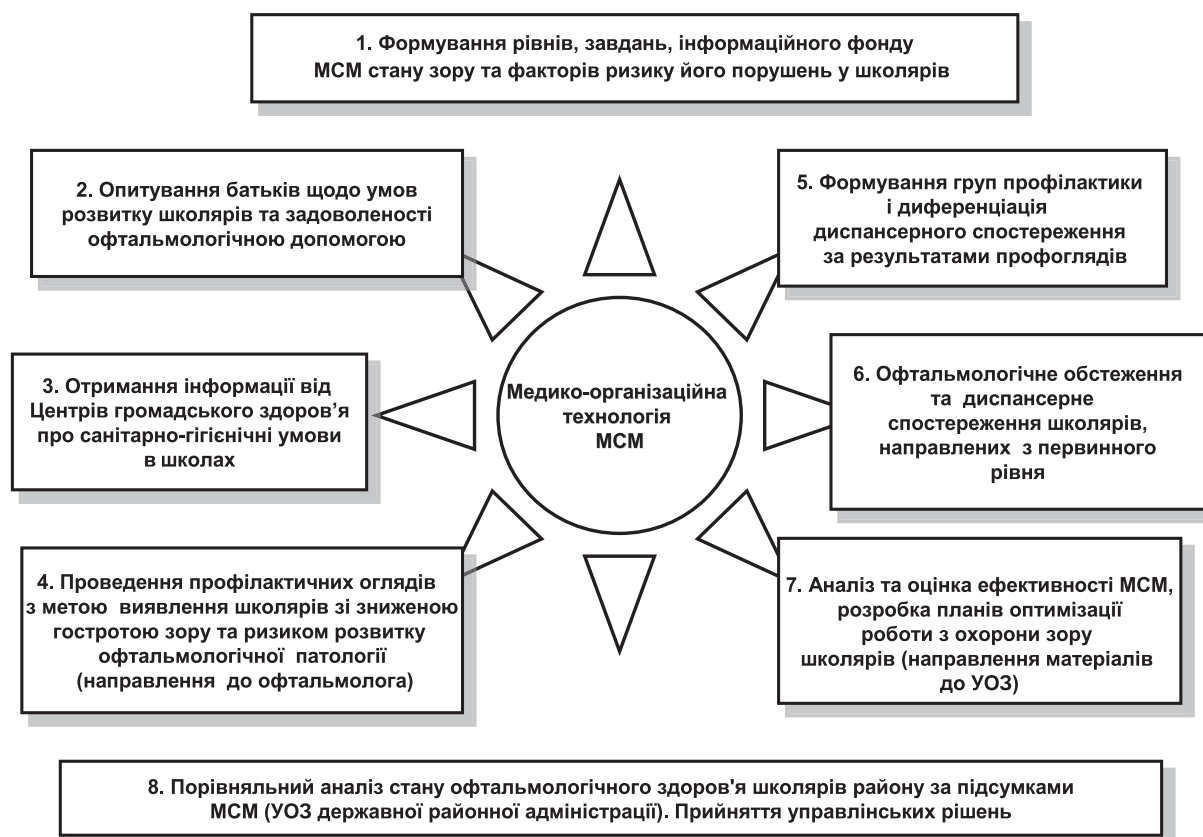 1. Формування рівнів, завдань, інформаційного фонду
МСМ стану зору та факторів ризику його порушень у школярів
2. Опитування батьків щодо умов
розвитку школярів та задоволеності
офтальмологічною допомогою
3. Отримання інформації від
Центрів громадського здоров’я
про санітарно-гігієнічні умови
в школах
4. Проведення профілактичних оглядів
з метою виявлення школярів зі зниженою
гостротою зору та ризиком розвитку
офтальмологічної патології
(направлення до офтальмолога)
Медико-організаційна
технологія
МСМ
5. Формування груп профілактики
і диференціація
диспансерного спостереження
за результатами профоглядів
6. Офтальмологічне обстеження
та диспансерне
спостереження школярів,
направлених з первинного
рівня
7. Аналіз та оцінка ефективності МСМ,
розробка планів оптимізації
роботи з охорони зору
школярів (направлення матеріалів
до УОЗ)
8. Порівняльний аналіз стану офтальмологічного здоров'я школярів району за підсумками
МСМ (УОЗ державної районної адміністрації). Прийняття управлінських рішень